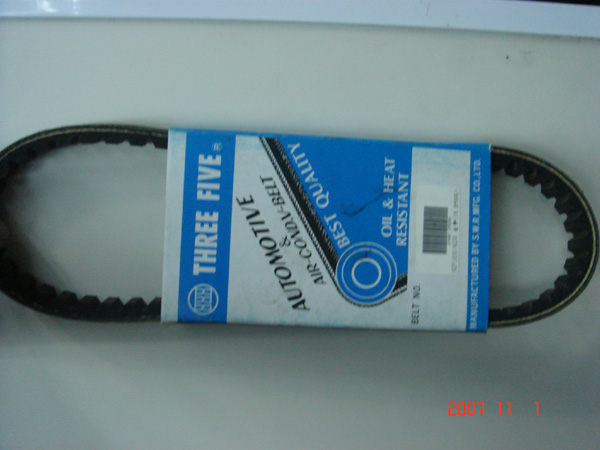 THREE FIVE ®
AUTOMOTIVE
&
AIR-CONDV-BELT
BEST QUALITY
OIL & HEAT
RESISTANT
BELT NO.
MANUFACTURED BY S.W.R.MFG. CO.,LTD.
2007 11 1